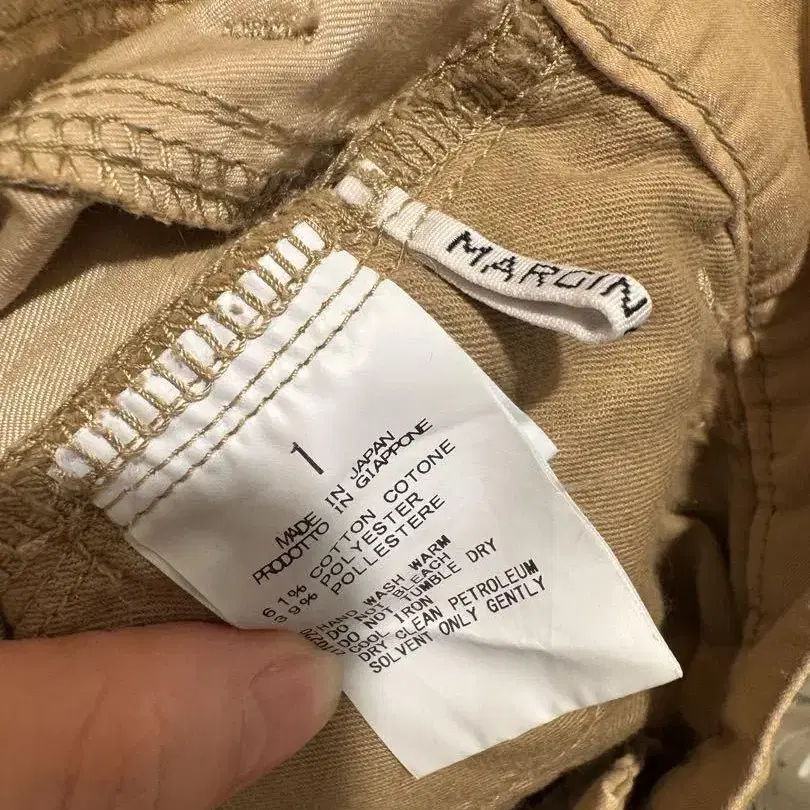 MARGIN
1
MADE IN JAPAN
PRODOTTO IN GIAPPONE
61% COTTON COTONE
39% POLYESTER
POLLESTERE
HAND WASH WARM
DO NOT BLEACH
DO NOT TUMBLE DRY
COOL IRON
DRY CLEAN PETROLEUM
SOLVENT ONLY GENTLY